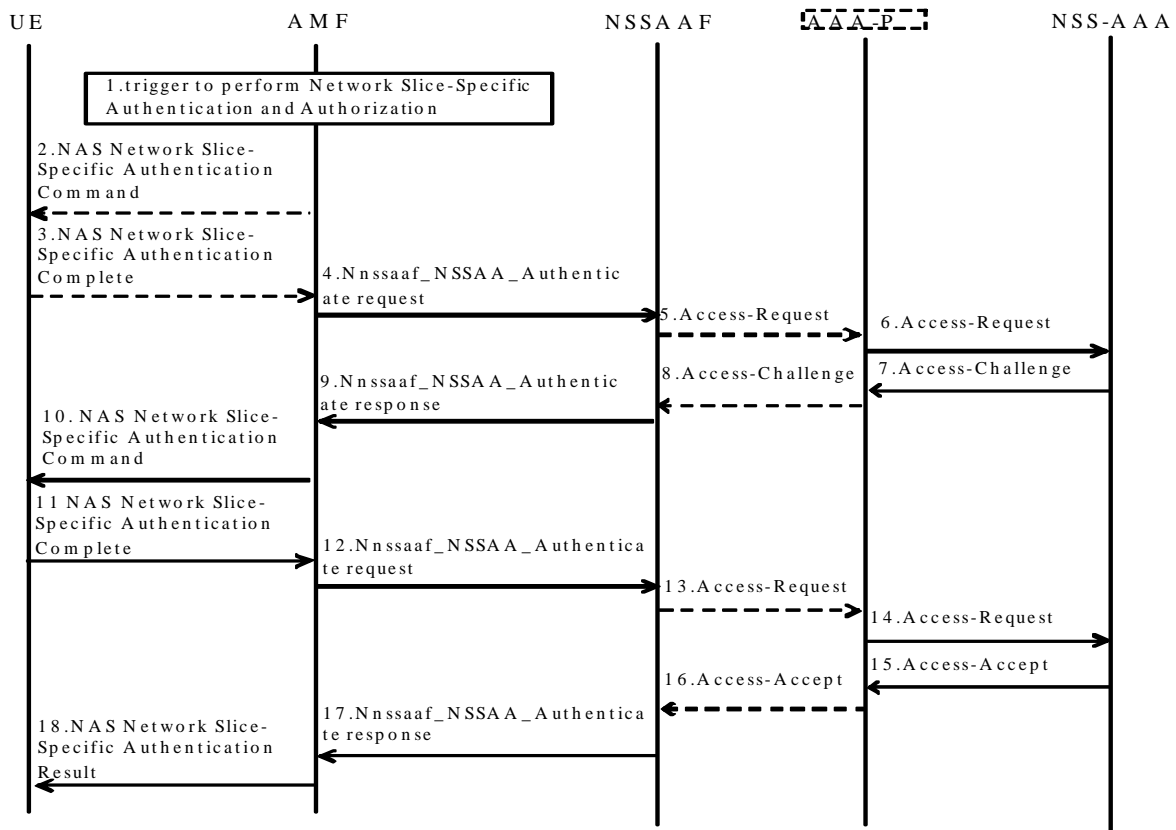 UE AMF NSSAAF AAA-P NSS-AAA
1.trigger to perform Network Slice-Specific
Authentication and Authorization
2.NAS Network Slice-
Specific Authentication
Command
3.NAS Network Slice-
Specific Authentication
Complete
4.Nnssaaf_NSSAA_Authentic
ate request
5.Access-Request
6.Access-Request
7.Access-Challenge
8.Access-Challenge
9.Nnssaaf_NSSAA_Authentic
ate response
10. NAS Network Slice-
Specific Authentication
Command
11 NAS Network Slice-
Specific Authentication
Complete
12.Nnssaaf_NSSAA_Authentica
te request
13.Access-Request
14.Access-Request
15.Access-Accept
16.Access-Accept
17.Nnssaaf_NSSAA_Authentica
te response
18.NAS Network Slice-
Specific Authentication
Result